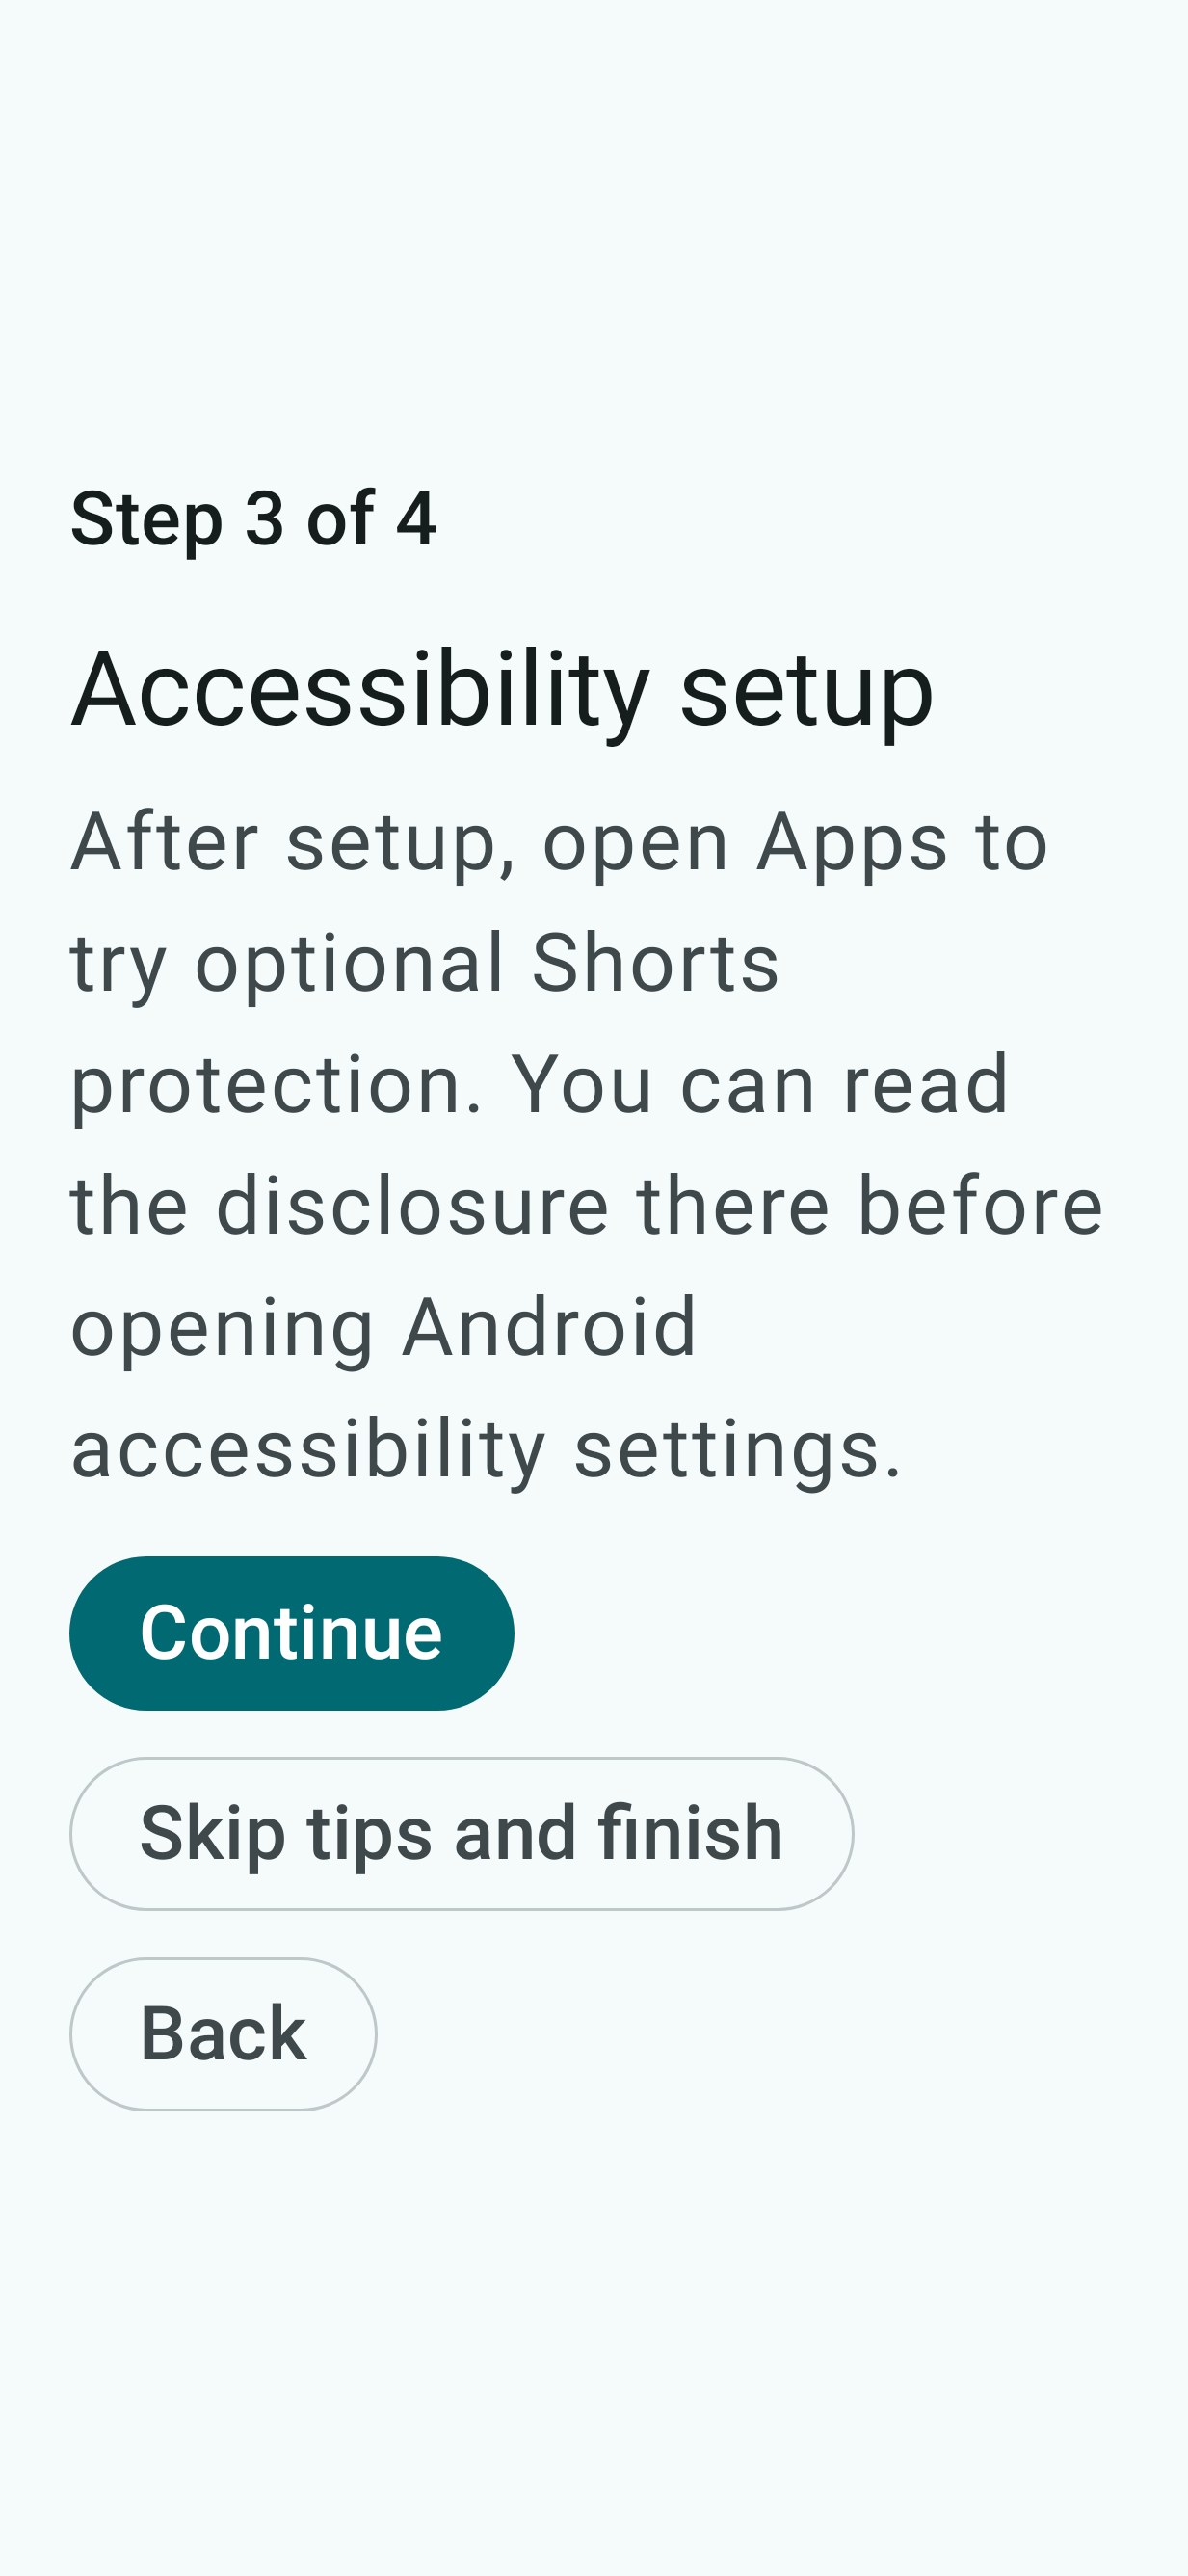 Step 3 of 4
Accessibility setup
After setup, open Apps to
try optional Shorts
protection. You can read
the disclosure there before
opening Android
accessibility settings.
Continue
Skip tips and finish
Back